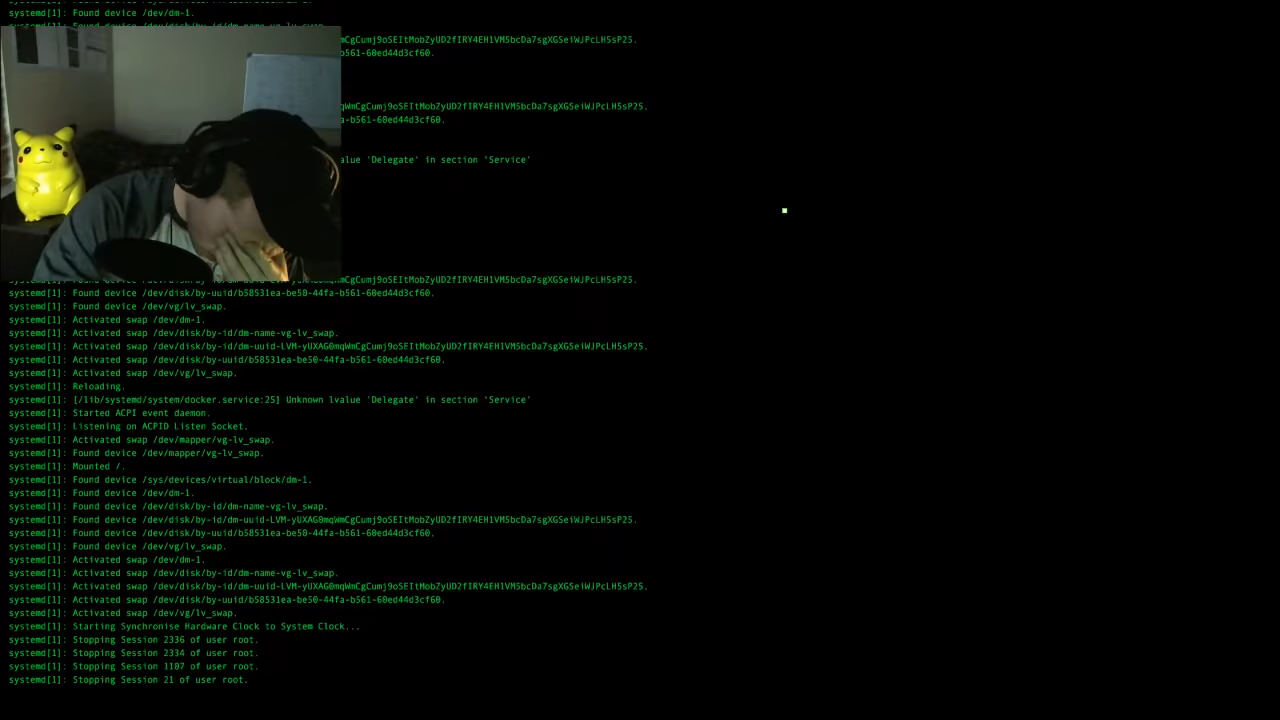 systemd[1]: Found device /dev/dm-1.
systemd[1]: Found device /dev/disk/by-id/dm-name-vg-lv_swap.
mCgCumj9oSEItMobZyUD2fIRY4EH1VM5bcDa7sgXGSeiWJPcLH5sP25.
b561-60ed44d3cf60.
qWmCgCumj9oSEItMobZyUD2fIRY4EH1VM5bcDa7sgXGSeiWJPcLH5sP25.
a-b561-60ed44d3cf60.
alue 'Delegate' in section 'Service'
mCgCumj9oSEItMobZyUD2fIRY4EH1VM5bcDa7sgXGSeiWJPcLH5sP25.
systemd[1]: Found device /dev/disk/by-uuid/b58531ea-be50-44fa-b561-60ed44d3cf60.
systemd[1]: Found device /dev/vg/lv_swap.
systemd[1]: Activated swap /dev/dm-1.
systemd[1]: Activated swap /dev/disk/by-id/dm-name-vg-lv_swap.
systemd[1]: Activated swap /dev/disk/by-id/dm-uuid-LVM-yUXAG0mqWmCgCumj9oSEItMobZyUD2fIRY4EH1VM5bcDa7sgXGSeiWJPcLH5sP25.
systemd[1]: Activated swap /dev/disk/by-uuid/b58531ea-be50-44fa-b561-60ed44d3cf60.
systemd[1]: Activated swap /dev/vg/lv_swap.
systemd[1]: Reloading.
systemd[1]: [/lib/systemd/system/docker.service:25] Unknown lvalue 'Delegate' in section 'Service'
systemd[1]: Started ACPI event daemon.
systemd[1]: Listening on ACPID Listen Socket.
systemd[1]: Activated swap /dev/mapper/vg-lv_swap.
systemd[1]: Found device /dev/mapper/vg-lv_swap.
systemd[1]: Mounted /.
systemd[1]: Found device /sys/devices/virtual/block/dm-1.
systemd[1]: Found device /dev/dm-1.
systemd[1]: Found device /dev/disk/by-id/dm-name-vg-lv_swap.
systemd[1]: Found device /dev/disk/by-id/dm-uuid-LVM-yUXAG0mqWmCgCumj9oSEItMobZyUD2fIRY4EH1VM5bcDa7sgXGSeiWJPcLH5sP25.
systemd[1]: Found device /dev/disk/by-uuid/b58531ea-be50-44fa-b561-60ed44d3cf60.
systemd[1]: Found device /dev/vg/lv_swap.
systemd[1]: Activated swap /dev/dm-1.
systemd[1]: Activated swap /dev/disk/by-id/dm-name-vg-lv_swap.
systemd[1]: Activated swap /dev/disk/by-id/dm-uuid-LVM-yUXAG0mqWmCgCumj9oSEItMobZyUD2fIRY4EH1VM5bcDa7sgXGSeiWJPcLH5sP25.
systemd[1]: Activated swap /dev/disk/by-uuid/b58531ea-be50-44fa-b561-60ed44d3cf60.
systemd[1]: Activated swap /dev/vg/lv_swap.
systemd[1]: Starting Synchronise Hardware Clock to System Clock...
systemd[1]: Stopping Session 2336 of user root.
systemd[1]: Stopping Session 2334 of user root.
systemd[1]: Stopping Session 1107 of user root.
systemd[1]: Stopping Session 21 of user root.